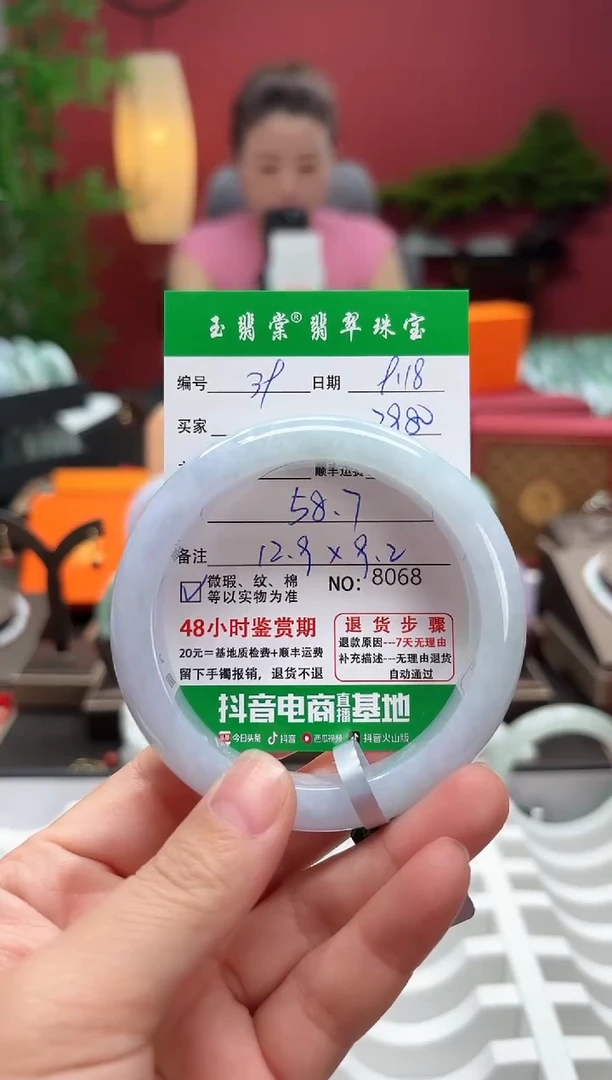 玉翡棠®翡翠珠宝
编号 日期
买家
顺丰运费
58.7
备注 12.9×9.2
微瑕、纹、棉 NO: 8068
等以实物为准
48小时鉴赏期
20元=基地质检费+顺丰运费
留下手镯报销，退货不退
退货步骤
退款原因---7天无理由
补充描述---无理由退货
自动通过
抖音电商直播基地
今日头条 抖音 西瓜视频 抖音火山版